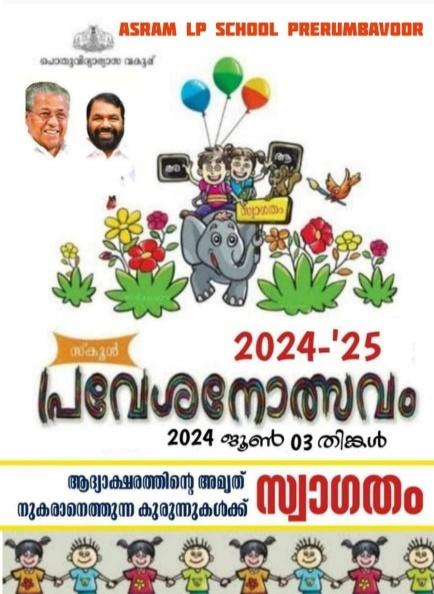 ASRAM LP SCHOOL PRERUMBAVOOR
പൊതുവിദ്യാഭ്യാസ വകുപ്പ്
അ
ആ
സ്വാഗതം
സ്കൂൾ
2024-'25
പ്രവേശനോത്സവം
2024 ജൂൺ 03 തിങ്കൾ
ആദ്യാക്ഷരത്തിന്റെ അമൃത്
നുകരാനെത്തുന്ന കുരുന്നുകൾക്ക്
സ്വാഗതം